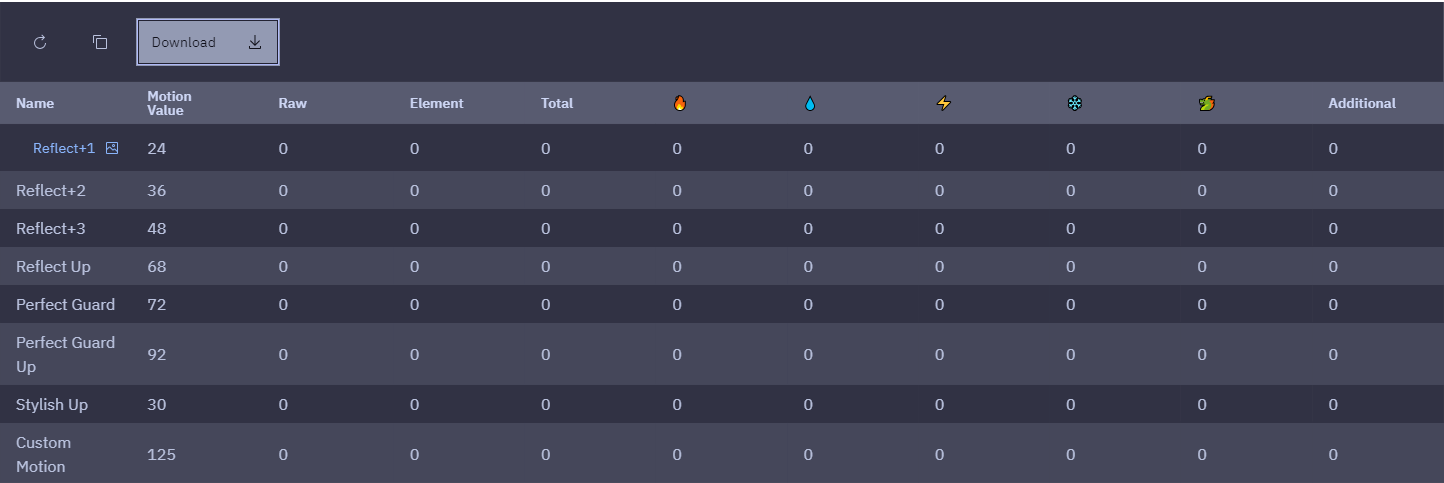 Download
Name Motion Value Raw Element Total Additional
Reflect+1 24 0 0 0 0 0 0 0 0 0
Reflect+2 36 0 0 0 0 0 0 0 0 0
Reflect+3 48 0 0 0 0 0 0 0 0 0
Reflect Up 68 0 0 0 0 0 0 0 0 0
Perfect Guard 72 0 0 0 0 0 0 0 0 0
Perfect Guard Up 92 0 0 0 0 0 0 0 0 0
Stylish Up 30 0 0 0 0 0 0 0 0 0
Custom Motion 125 0 0 0 0 0 0 0 0 0